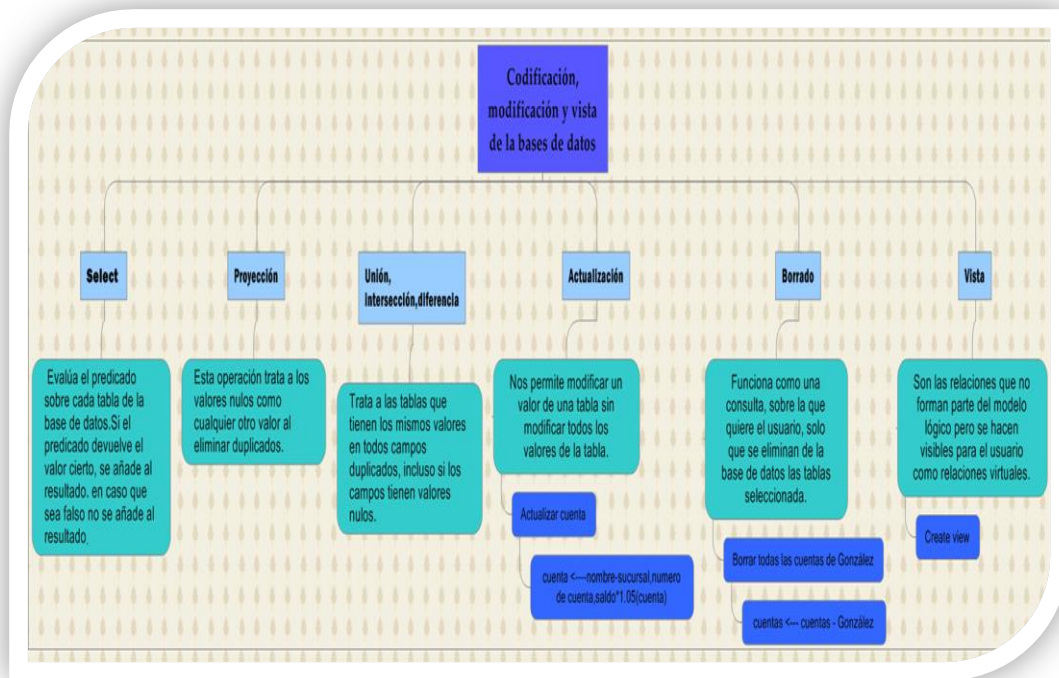 Codificación,
modificación y vista
de la bases de datos
Select
Evalúa el predicado
sobre cada tabla de la
base de datos.Si el
predicado devuelve el
valor cierto, se añade al
resultado. en caso que
sea falso no se añade al
resultado.
Proyección
Esta operación trata a los
valores nulos como
cualquier otro valor al
eliminar duplicados.
Unión,
intersección,diferencia
Trata a las tablas que
tienen los mismos valores
en todos campos
duplicados, incluso si los
campos tienen valores
nulos.
Actualización
Nos permite modificar un
valor de una tabla sin
modificar todos los
valores de la tabla.
Actualizar cuenta
cuenta <----nombre-sucursal,numero
de cuenta,saldo*1.05(cuenta)
Borrado
Funciona como una
consulta, sobre la que
quiere el usuario, solo
que se eliminan de la
base de datos las tablas
seleccionada.
Borrar todas las cuentas de González
cuentas <--- cuentas - González
Vista
Son las relaciones que no
forman parte del modelo
lógico pero se hacen
visibles para el usuario
como relaciones virtuales.
Create view